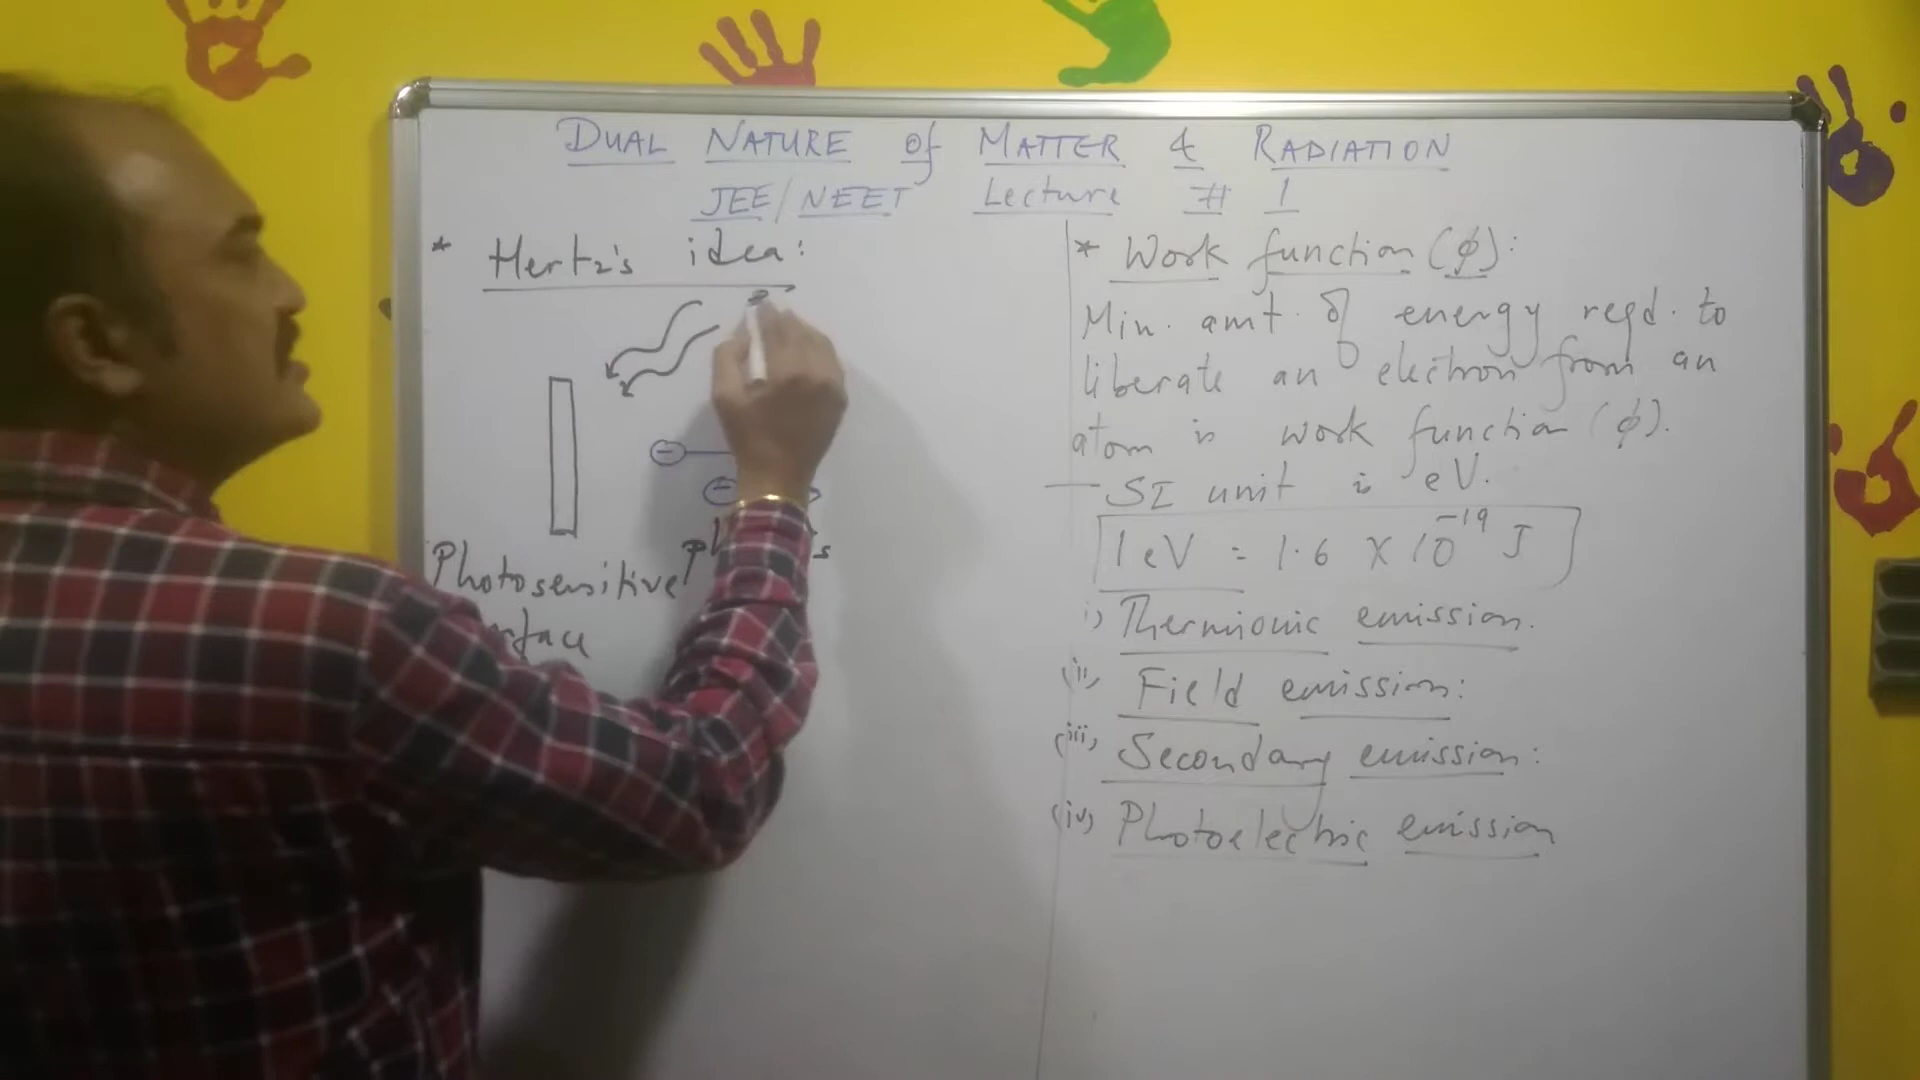 DUAL NATURE of MATTER & RADIATION
JEE/NEET Lecture # 1
* Hertz's idea:
Photosensitive
* Work function (ϕ):
Min. amt. of energy reqd. to
liberate an electron from an
atom is work function (ϕ).
— SI unit is eV.
1 eV = 1.6 X 10⁻¹⁹ J
i) Thermionic emission.
(ii) Field emission:
(iii) Secondary emission:
(iv) Photoelectric emission